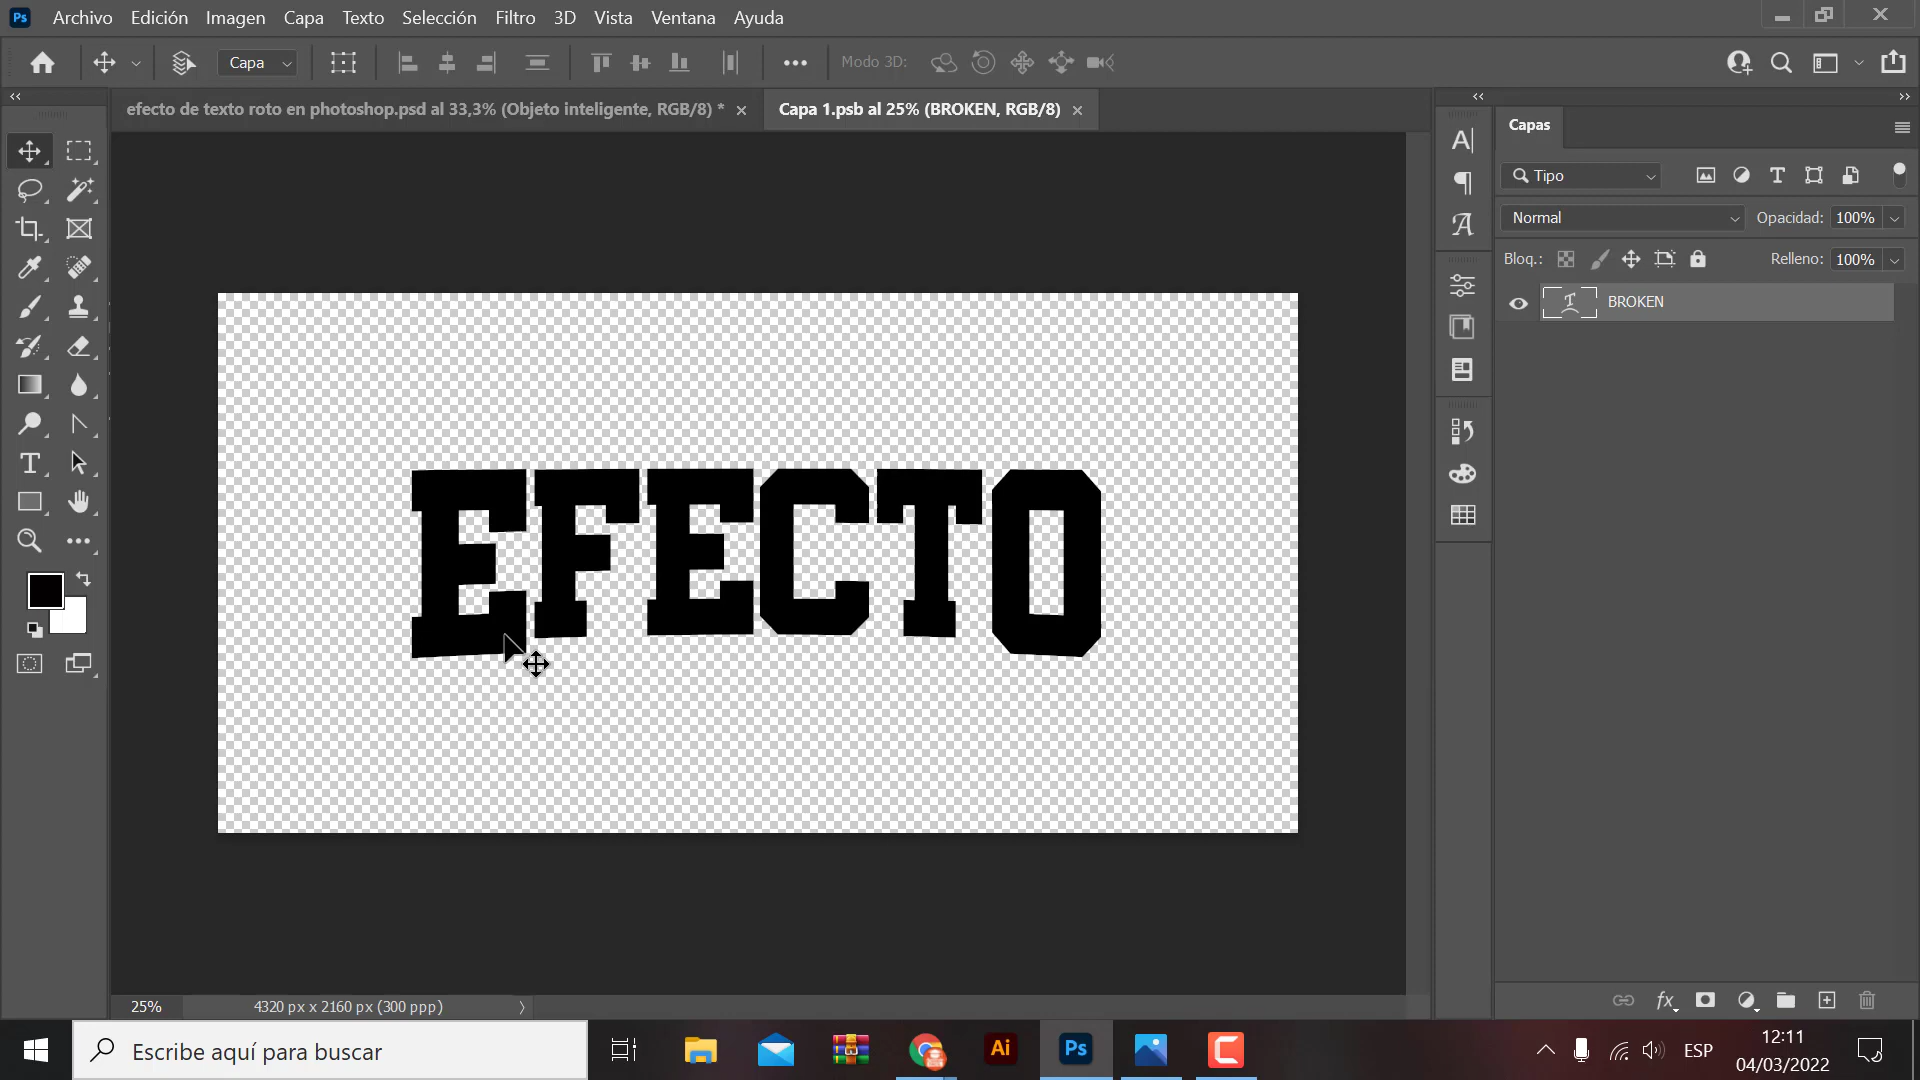 Ps Archivo Edición Imagen Capa Texto Selección Filtro 3D Vista Ventana Ayuda
Capa Modo 3D:
efecto de texto roto en photoshop.psd al 33,3% (Objeto inteligente, RGB/8) * Capa 1.psb al 25% (BROKEN, RGB/8)
Capas
Tipo
Normal Opacidad: 100%
Bloq.: Relleno: 100%
BROKEN
EFECTO
25% 4320 px x 2160 px (300 ppp)
Escribe aquí para buscar
Ai
Ps
ESP
12:11
04/03/2022